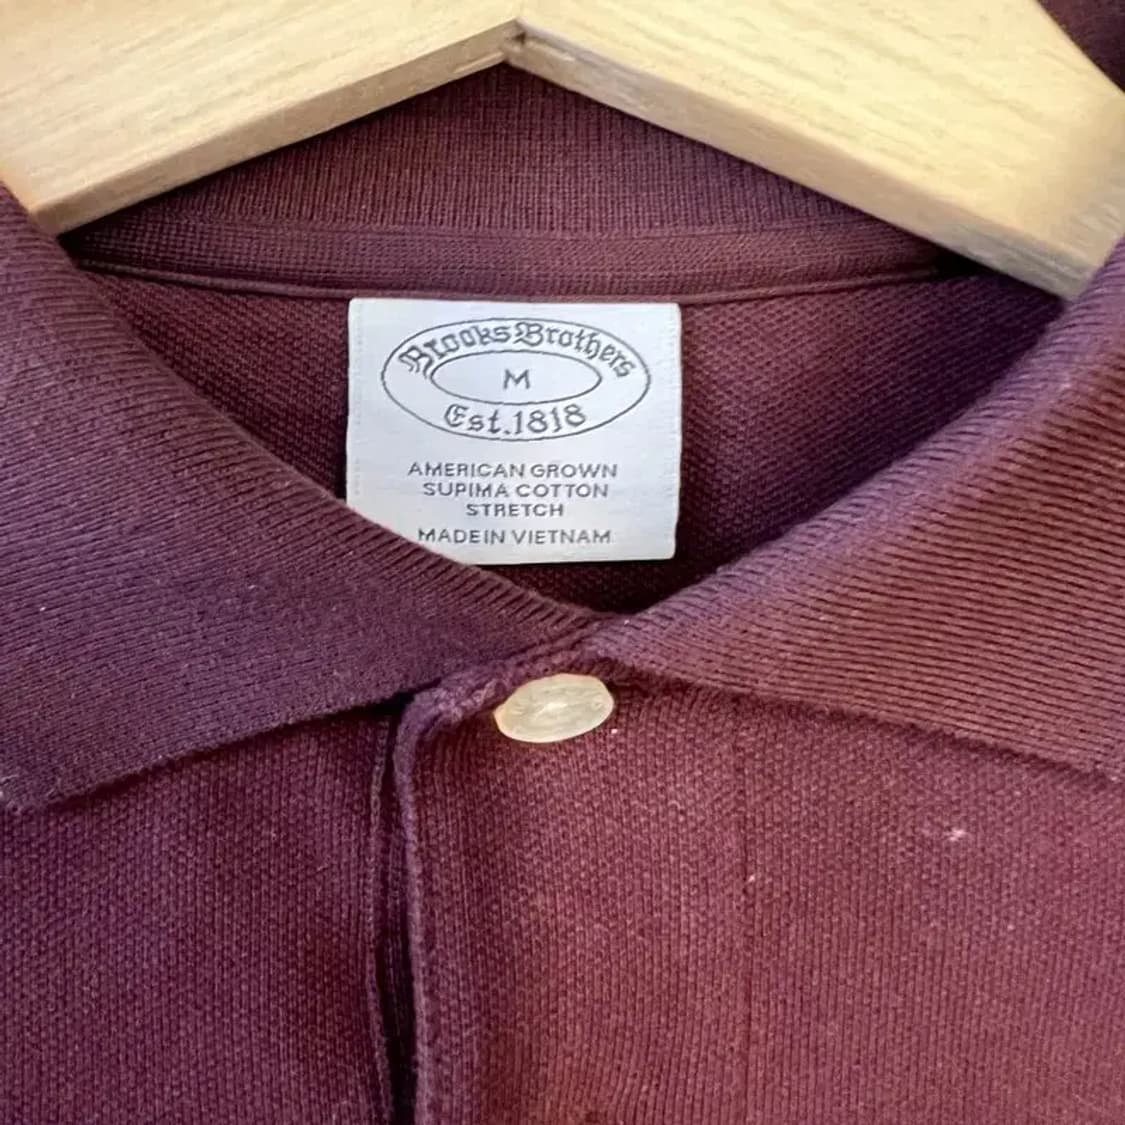 Brooks Brothers
M
Est. 1818
AMERICAN GROWN
SUPIMA COTTON
STRETCH
MADE IN VIETNAM